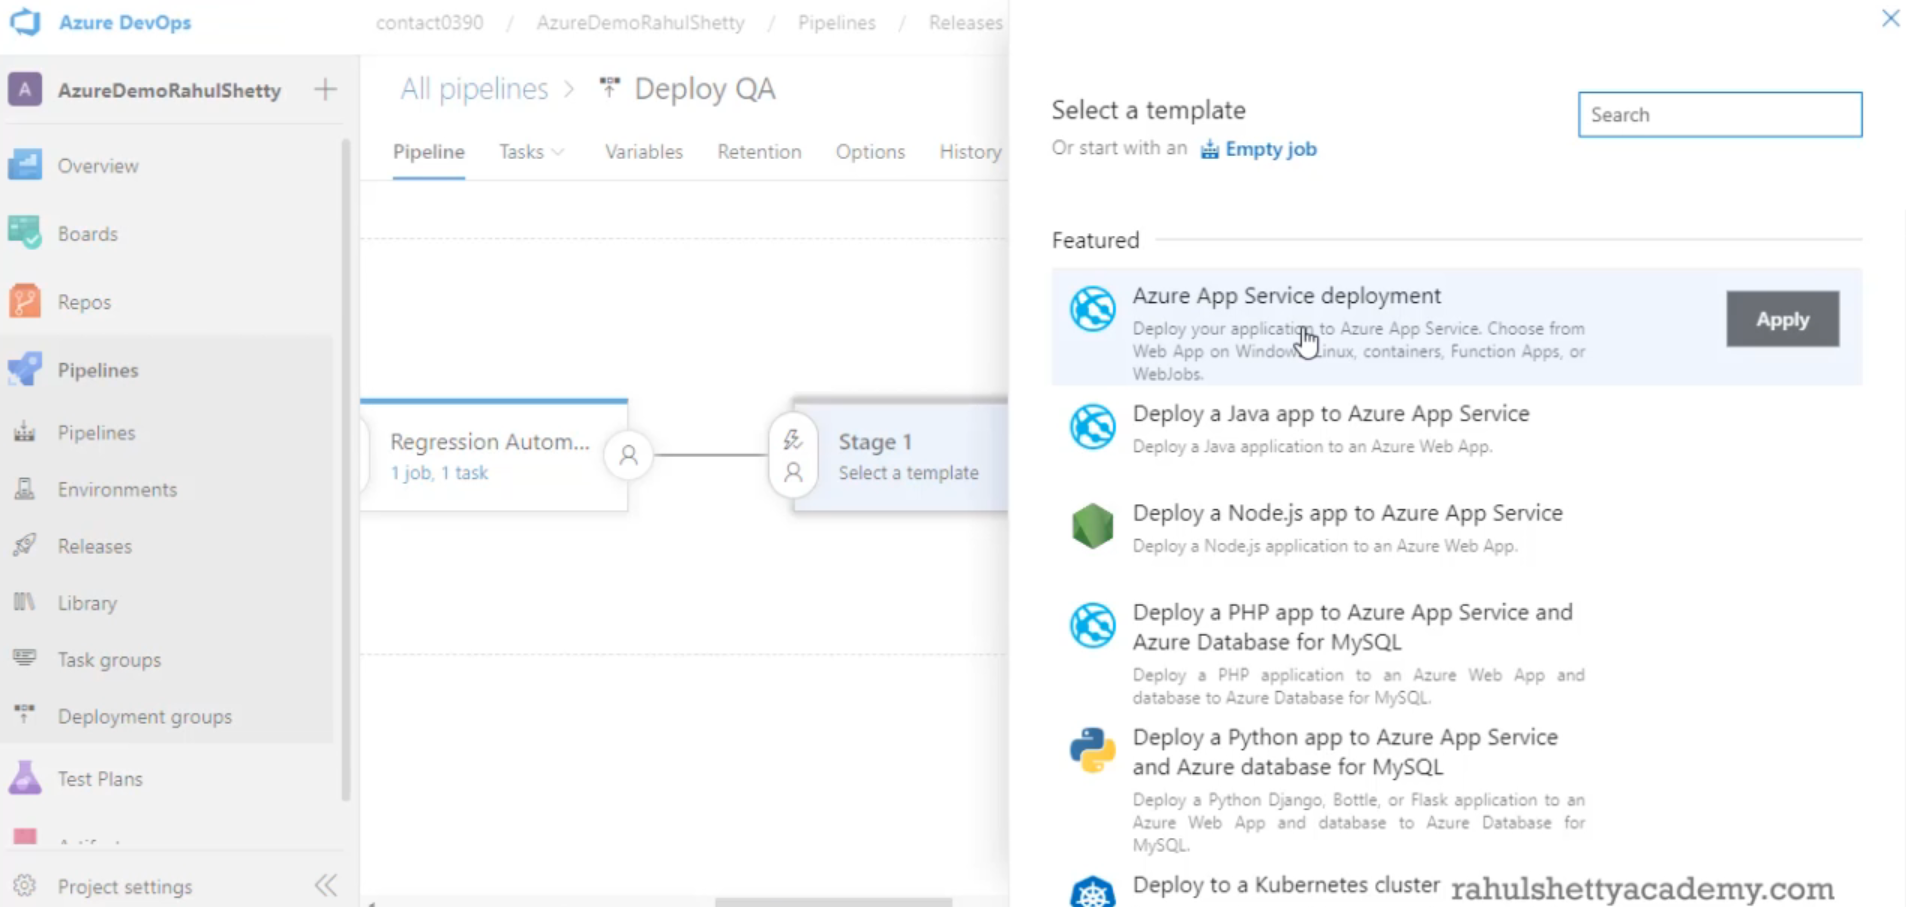 Azure DevOps
contact0390 / AzureDemoRahulShetty / Pipelines / Releases
A AzureDemoRahulShetty +
Overview
Boards
Repos
Pipelines
Pipelines
Environments
Releases
Library
Task groups
Deployment groups
Test Plans
Project settings
All pipelines > Deploy QA
Pipeline Tasks Variables Retention Options History
Regression Autom...
1 job, 1 task
Stage 1
Select a template
Select a template
Search
Or start with an Empty job
Featured
Azure App Service deployment
Deploy your application to Azure App Service. Choose from
Web App on Windows, Linux, containers, Function Apps, or
WebJobs.
Apply
Deploy a Java app to Azure App Service
Deploy a Java application to an Azure Web App.
Deploy a Node.js app to Azure App Service
Deploy a Node.js application to an Azure Web App.
Deploy a PHP app to Azure App Service and
Azure Database for MySQL
Deploy a PHP application to an Azure Web App and
database to Azure Database for MySQL.
Deploy a Python app to Azure App Service
and Azure database for MySQL
Deploy a Python Django, Bottle, or Flask application to an
Azure Web App and database to Azure Database for
MySQL.
Deploy to a Kubernetes cluster
rahulshettyacademy.com